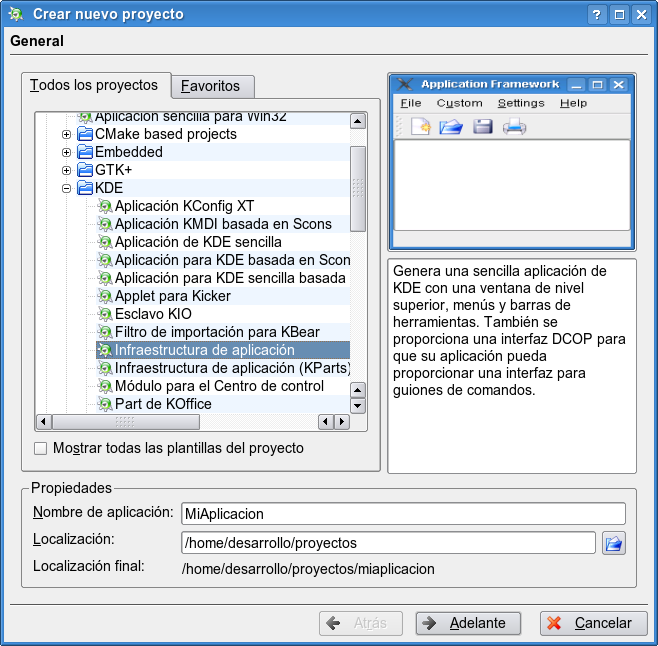 Crear nuevo proyecto
General
Todos los proyectos
Favoritos
Aplicación sencilla para Win32
CMake based projects
Embedded
GTK+
KDE
Aplicación KConfig XT
Aplicación KMDI basada en Scons
Aplicación de KDE sencilla
Aplicación para KDE basada en Scon
Aplicación para KDE sencilla basada
Applet para Kicker
Esclavo KIO
Filtro de importación para KBear
Infraestructura de aplicación
Infraestructura de aplicación (KParts)
Módulo para el Centro de control
Part de KOffice
Mostrar todas las plantillas del proyecto
Application Framework
File Custom Settings Help
Genera una sencilla aplicación de
KDE con una ventana de nivel
superior, menús y barras de
herramientas. También se
proporciona una interfaz DCOP para
que su aplicación pueda
proporcionar una interfaz para
guiones de comandos.
Propiedades
Nombre de aplicación: MiAplicacion
Localización: /home/desarrollo/proyectos
Localización final: /home/desarrollo/proyectos/miaplicacion
Atrás
Adelante
Cancelar